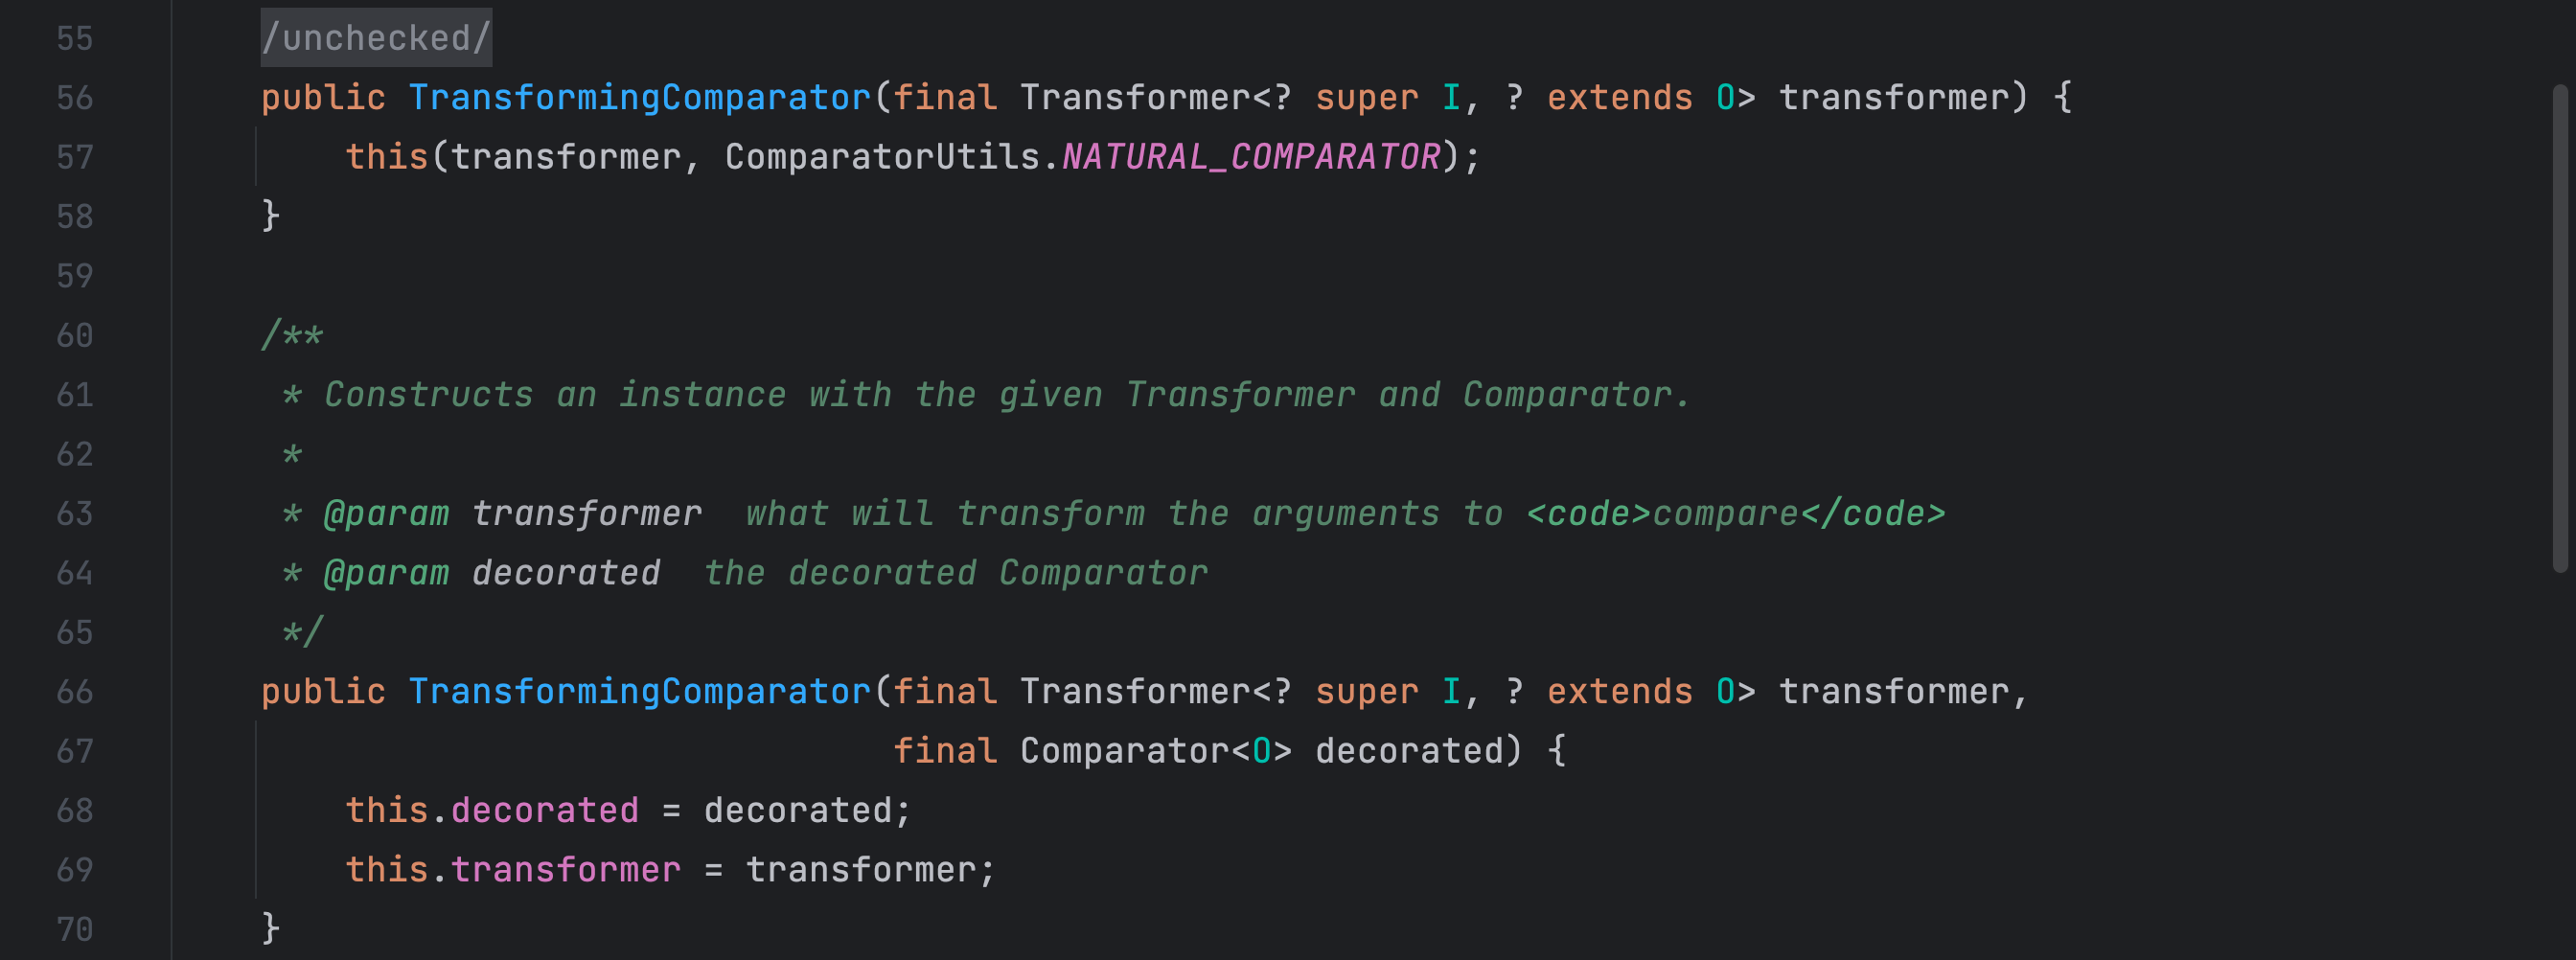 55 /unchecked/
56 public TransformingComparator(final Transformer<? super I, ? extends O> transformer) {
57 this(transformer, ComparatorUtils.NATURAL_COMPARATOR);
58 }
59
60 /**
61 * Constructs an instance with the given Transformer and Comparator.
62 *
63 * @param transformer  what will transform the arguments to <code>compare</code>
64 * @param decorated  the decorated Comparator
65 */
66 public TransformingComparator(final Transformer<? super I, ? extends O> transformer,
67 final Comparator<O> decorated) {
68 this.decorated = decorated;
69 this.transformer = transformer;
70 }